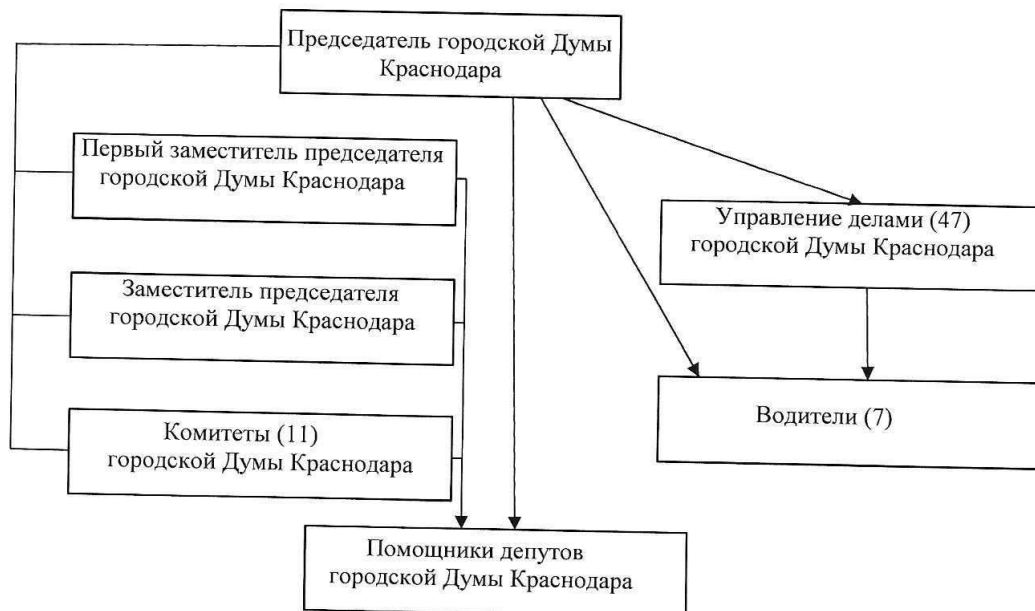 Председатель городской Думы
Краснодара
Первый заместитель председателя
городской Думы Краснодара
Управление делами (47)
городской Думы Краснодара
Заместитель председателя
городской Думы Краснодара
Водители (7)
Комитеты (11)
городской Думы Краснодара
Помощники депутов
городской Думы Краснодара